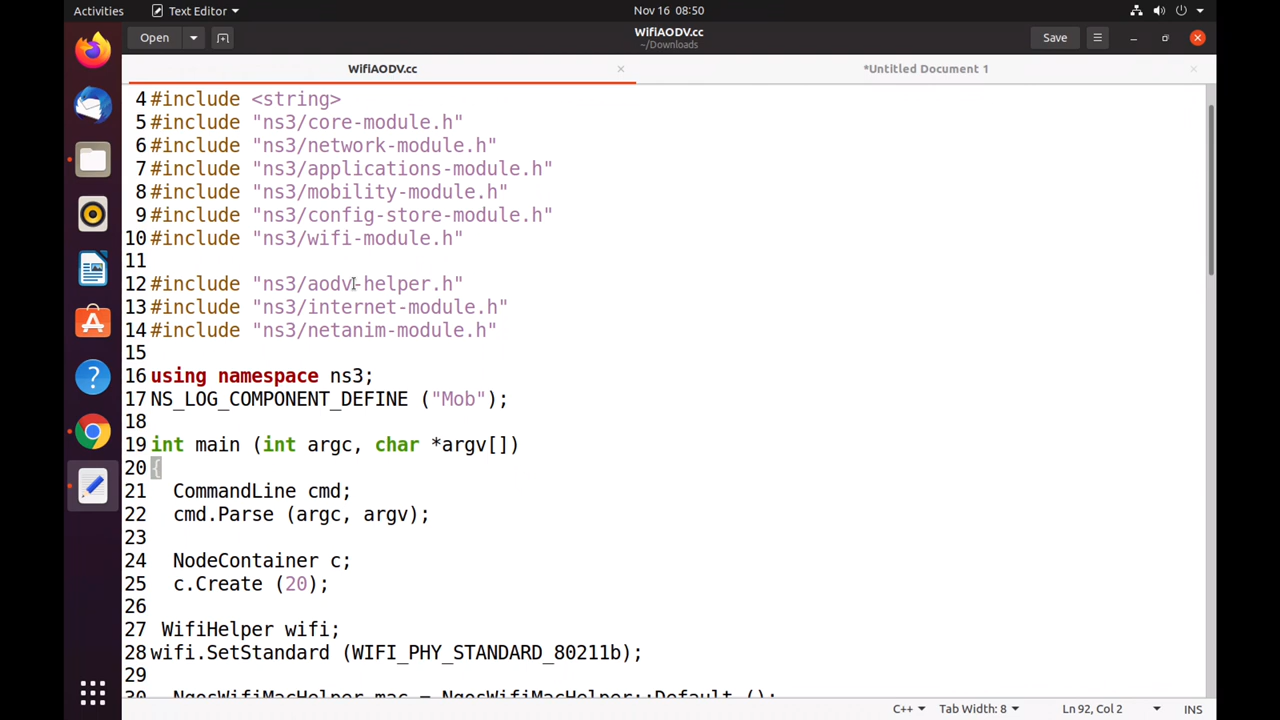 Activities
Text Editor
Nov 16 08:50
Open
WifiAODV.cc
~/Downloads
Save
WifiAODV.cc
*Untitled Document 1
4 #include <string>
5 #include "ns3/core-module.h"
6 #include "ns3/network-module.h"
7 #include "ns3/applications-module.h"
8 #include "ns3/mobility-module.h"
9 #include "ns3/config-store-module.h"
10 #include "ns3/wifi-module.h"
11
12 #include "ns3/aodv-helper.h"
13 #include "ns3/internet-module.h"
14 #include "ns3/netanim-module.h"
15
16 using namespace ns3;
17 NS_LOG_COMPONENT_DEFINE ("Mob");
18
19 int main (int argc, char *argv[])
20 {
21 CommandLine cmd;
22 cmd.Parse (argc, argv);
23
24 NodeContainer c;
25 c.Create (20);
26
27 WifiHelper wifi;
28 wifi.SetStandard (WIFI_PHY_STANDARD_80211b);
29
30 NqosWifiMacHelper mac = NqosWifiMacHelper::Default ();
C++
Tab Width: 8
Ln 92, Col 2
INS